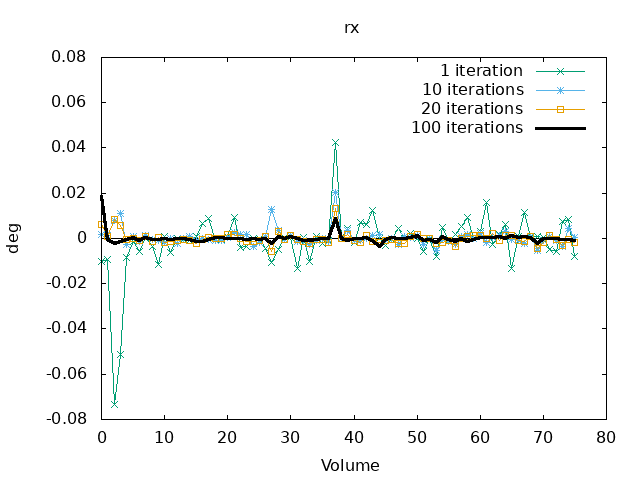 rx
0.08
0.06
0.04
0.02
0
-0.02
-0.04
-0.06
-0.08
deg
1 iteration
10 iterations
20 iterations
100 iterations
0 10 20 30 40 50 60 70 80
Volume